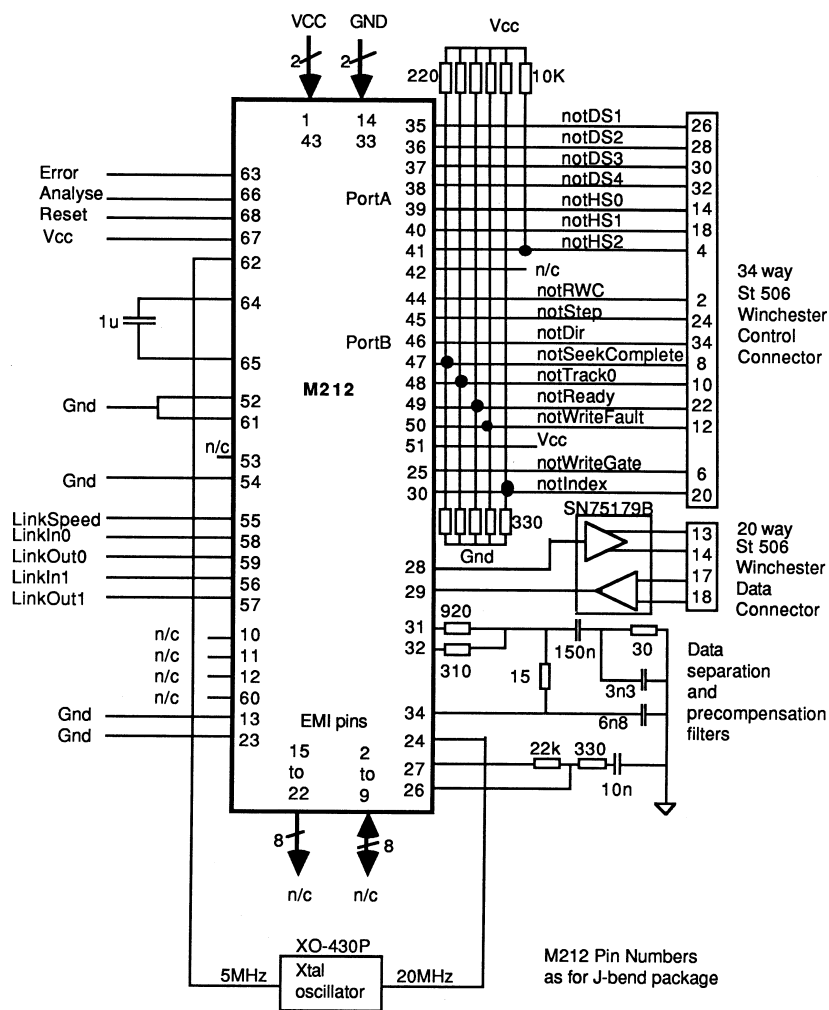 VCC GND
Vcc
2 2
220 10K
1 14
43 33
35 notDS1 26
36 notDS2 28
37 notDS3 30
38 notDS4 32
39 notHS0 14
40 notHS1 18
41 notHS2 4
42 n/c
PortA
Error 63
Analyse 66
Reset 68
Vcc 67
62
64
1u
65
Gnd
52
61
n/c
53
Gnd 54
LinkSpeed 55
LinkIn0 58
LinkOut0 59
LinkIn1 56
LinkOut1 57
n/c 10
n/c 11
n/c 12
n/c 60
Gnd 13
Gnd 23
44 notRWC 2
45 notStep 24
46 notDir 34
PortB
47 notSeekComplete 8
48 notTrack0 10
49 notReady 22
50 notWriteFault 12
51 Vcc
25 notWriteGate 6
30 notIndex 20
M212
34 way
St 506
Winchester
Control
Connector
330
Gnd
SN75179B
28
29
13
14
17
18
20 way
St 506
Winchester
Data
Connector
31 920
32 310
150n 30
15
3n3
34 6n8
Data
separation
and
precompensation
filters
24
27 22k 330
26 10n
EMI pins
15
to
22
2
to
9
8 8
n/c n/c
XO-430P
5MHz Xtal
oscillator 20MHz
M212 Pin Numbers
as for J-bend package